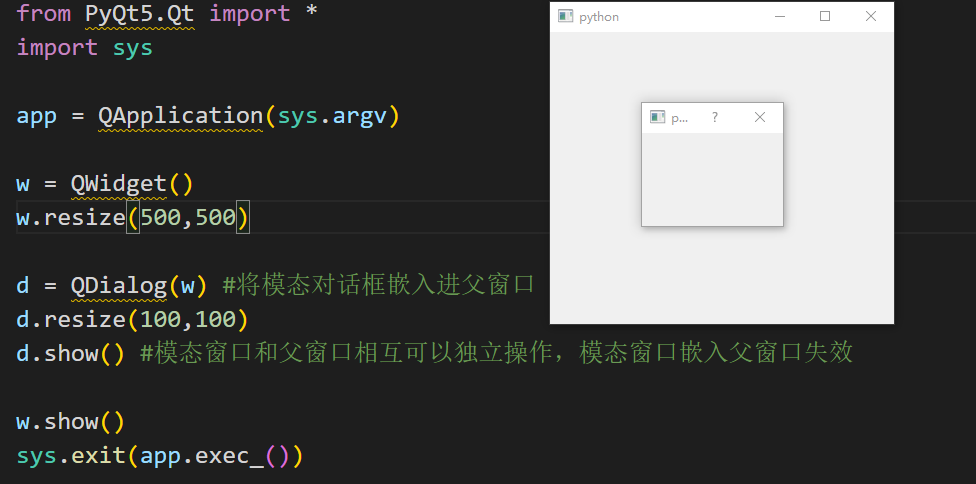 from PyQt5.Qt import *
import sys
app = QApplication(sys.argv)
w = QWidget()
w.resize(500,500)
d = QDialog(w) #将模态对话框嵌入进父窗口
d.resize(100,100)
d.show() #模态窗口和父窗口相互可以独立操作，模态窗口嵌入父窗口失效
w.show()
sys.exit(app.exec_())
python
p... ?